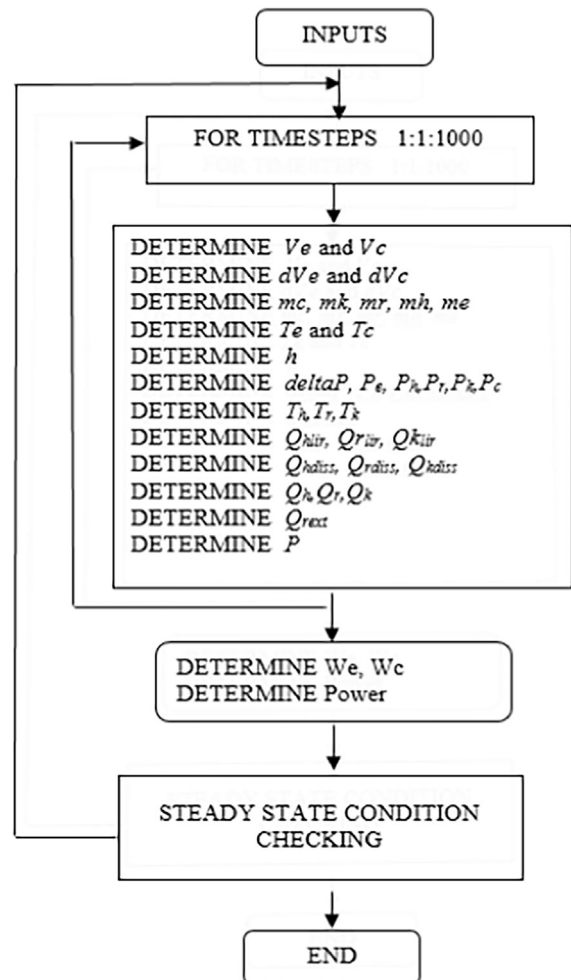 INPUTS
FOR TIMESTEPS 1:1:1000
DETERMINE Ve and Vc
DETERMINE dVe and dVc
DETERMINE mc, mk, mr, mh, me
DETERMINE Te and Tc
DETERMINE h
DETERMINE deltaP, Pe, Ph,Pr,Pk,Pc
DETERMINE Th,Tr,Tk
DETERMINE Qhlir, Qrlir, Qklir
DETERMINE Qhdiss, Qrdiss, Qkdiss
DETERMINE Qh,Qr,Qk
DETERMINE Qrext
DETERMINE P
DETERMINE We, Wc
DETERMINE Power
STEADY STATE CONDITION
CHECKING
END